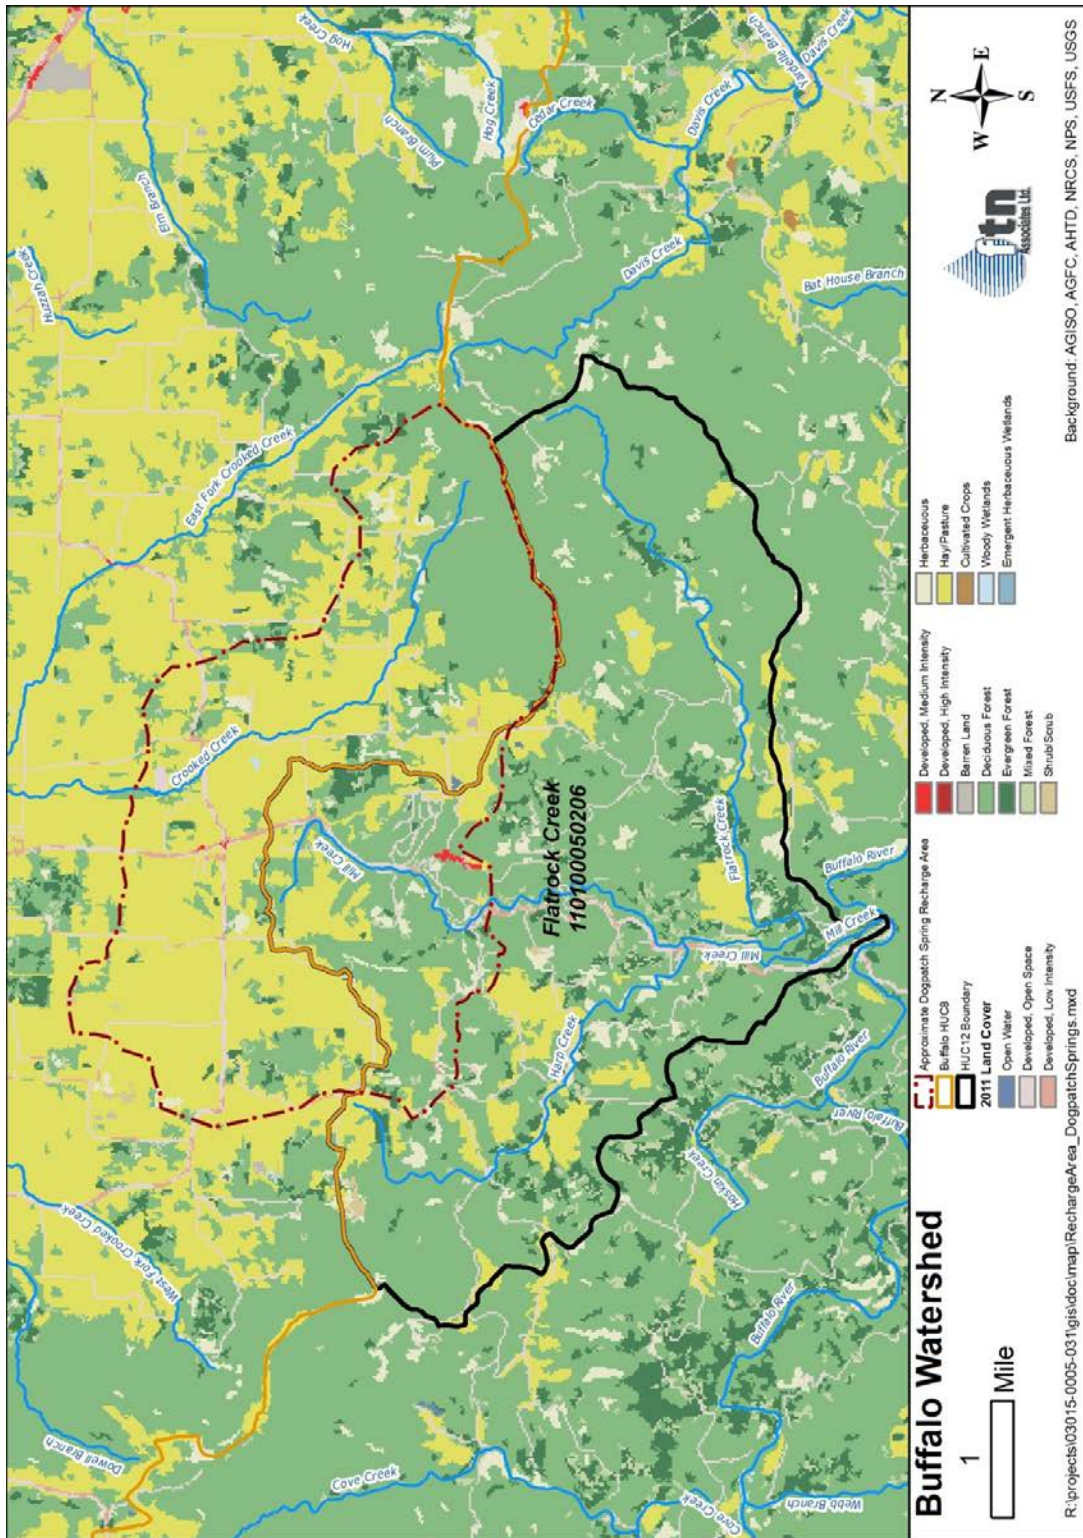 Dowell Branch
West Fork Crooked Creek
Huzzah Creek
Elm Branch
Hog Creek
Plum Branch
Hog Creek
Cedar Creek
East Fork Crooked Creek
Crooked Creek
Mill Creek
Davis Creek
Davis Creek
Yardelle Branch
Davis Creek
Bat House Branch
Flatrock Creek
110100050206
Harp Creek
Flatrock Creek
Mill Creek
Mill Creek
Buffalo River
Buffalo River
Buffalo River
Hoskin Creek
Buffalo River
Buffalo River
Cove Creek
Cove Creek
Webb Branch
Buffalo Watershed
1
Mile
R:\projects\03015-0005-031\gis\doc\map\RechargeArea_DogpatchSprings.mxd
Approximate Dogpatch Spring Recharge Area
Buffalo HUC8
HUC12 Boundary
2011 Land Cover
Open Water
Developed, Open Space
Developed, Low Intensity
Developed, Medium Intensity
Developed, High Intensity
Barren Land
Deciduous Forest
Evergreen Forest
Mixed Forest
Shrub/Scrub
Herbaceuous
Hay/Pasture
Cultivated Crops
Woody Wetlands
Emergent Herbaceuous Wetlands
ftn
Associates Ltd.
N
W
E
S
Background: AGISO, AGFC, AHTD, NRCS, NPS, USFS, USGS